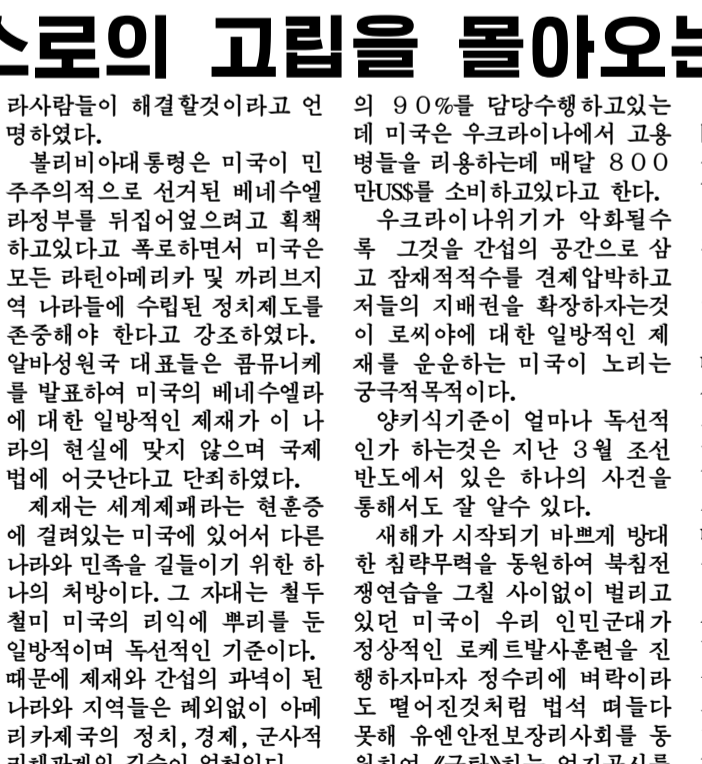 스로의 고립을 몰아오는
라사람들이 해결할것이라고 언
명하였다.
볼리비아대통령은 미국이 민
주주의적으로 선거된 베네수엘
라정부를 뒤집어엎으려고 획책
하고있다고 폭로하면서 미국은
모든 라틴아메리카 및 까리브지
역 나라들에 수립된 정치제도를
존중해야 한다고 강조하였다.
알바성원국 대표들은 콤뮤니케
를 발표하여 미국의 베네수엘라
에 대한 일방적인 제재가 이 나
라의 현실에 맞지 않으며 국제
법에 어긋난다고 단죄하였다.
제재는 세계제패라는 현훈증
에 걸려있는 미국에 있어서 다른
나라와 민족을 길들이기 위한 하
나의 처방이다. 그 자대는 철두
철미 미국의 리익에 뿌리를 둔
일방적이며 독선적인 기준이다.
때문에 제재와 간섭의 과녁이 된
나라와 지역들은 례외없이 아메
리카제국의 정치, 경제, 군사적
의 90%를 담당수행하고있는
데 미국은 우크라이나에서 고용
병들을 리용하는데 매달 800
만US$를 소비하고있다고 한다.
우크라이나위기가 악화될수
록 그것을 간섭의 공간으로 삼
고 잠재적적수를 견제압박하고
저들의 지배권을 확장하자는것
이 로씨야에 대한 일방적인 제
재를 운운하는 미국이 노리는
궁극적목적이다.
양키식기준이 얼마나 독선적
인가 하는것은 지난 3월 조선
반도에서 있은 하나의 사건을
통해서도 잘 알수 있다.
새해가 시작되기 바쁘게 방대
한 침략무력을 동원하여 북침전
쟁연습을 그칠 사이없이 벌리고
있던 미국이 우리 인민군대가
정상적인 로케트발사훈련을 진
행하자마자 정수리에 벼락이라
도 떨어진것처럼 법석 떠들다
못해 유엔안전보장리사회를 동